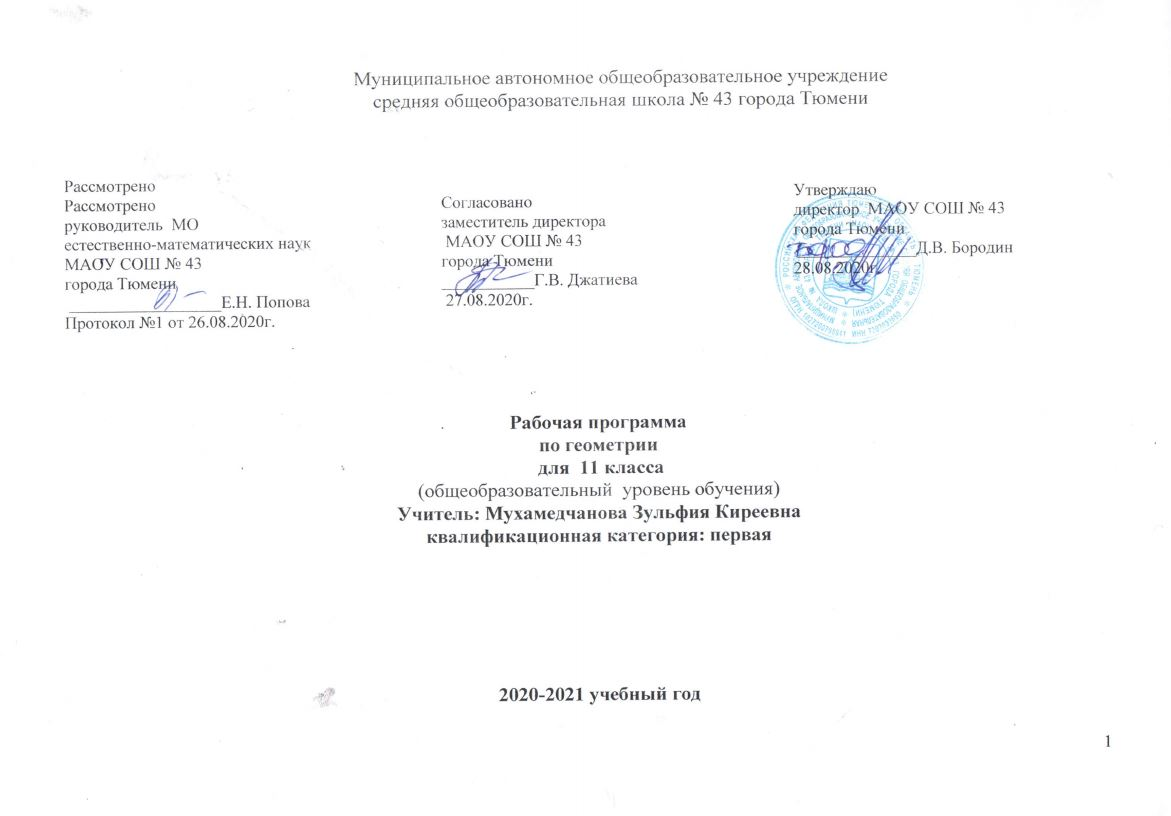 Муниципальное автономное общеобразовательное учреждение
средняя общеобразовательная школа № 43 города Тюмени
Рассмотрено
Рассмотрено
руководитель МО
естественно-математических наук
МАОУ СОШ № 43
города Тюмени
Е.Н. Попова
Протокол №1 от 26.08.2020г.
Согласовано
заместитель директора
МАОУ СОШ № 43
города Тюмени
Г.В. Джатиева
27.08.2020г.
Утверждаю
директор МАОУ СОШ № 43
города Тюмени
Д.В. Бородин
28.08.2020г.
Рабочая программа
по геометрии
для 11 класса
(общеобразовательный уровень обучения)
Учитель: Мухамедчанова Зульфия Киреевна
квалификационная категория: первая
2020-2021 учебный год
1